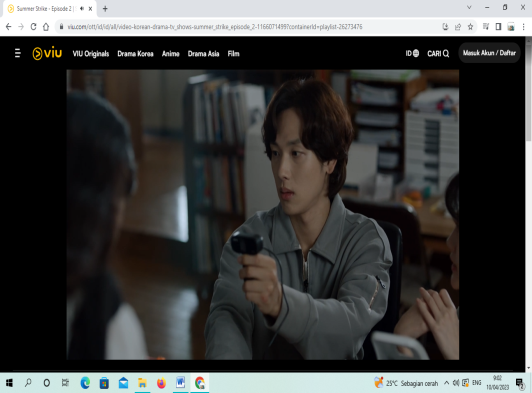 Summer Strike - Episode 2 |
viu.com/ott/id/id/all/video-korean-drama-tv_shows-summer_strike_episode_2-1166071499?containerId=playlist-26273476
viu VIU Originals Drama Korea Anime Drama Asia Film ID CARI Masuk Akun / Daftar
25°C Sebagian cerah ENG 9:02
10/04/2023